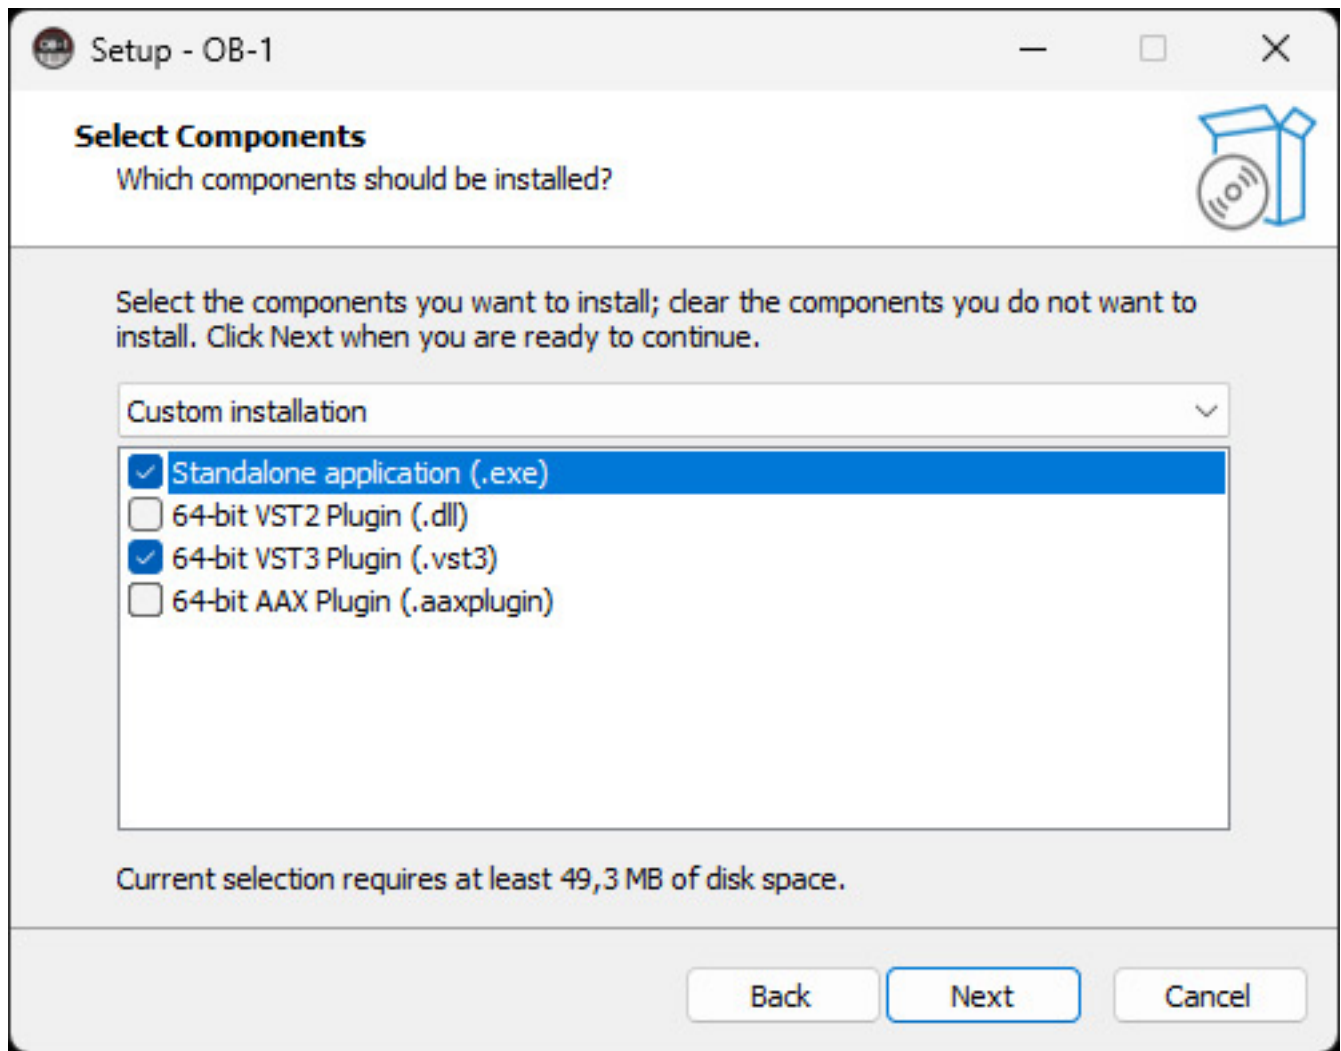 Setup - OB-1
Select Components
Which components should be installed?
Select the components you want to install; clear the components you do not want to
install. Click Next when you are ready to continue.
Custom installation
Standalone application (.exe)
64-bit VST2 Plugin (.dll)
64-bit VST3 Plugin (.vst3)
64-bit AAX Plugin (.aaxplugin)
Current selection requires at least 49,3 MB of disk space.
Back
Next
Cancel